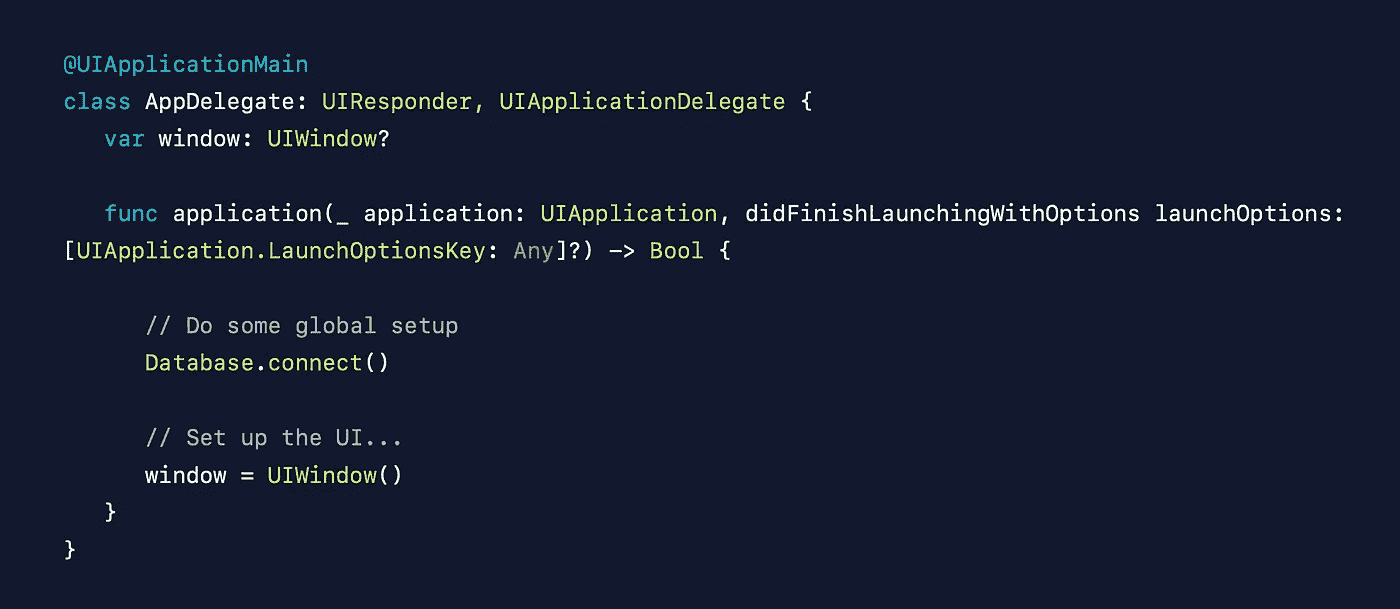 @UIApplicationMain
class AppDelegate: UIResponder, UIApplicationDelegate {
var window: UIWindow?
func application(_ application: UIApplication, didFinishLaunchingWithOptions launchOptions:
[UIApplication.LaunchOptionsKey: Any]?) -> Bool {
// Do some global setup
Database.connect()
// Set up the UI...
window = UIWindow()
}
}